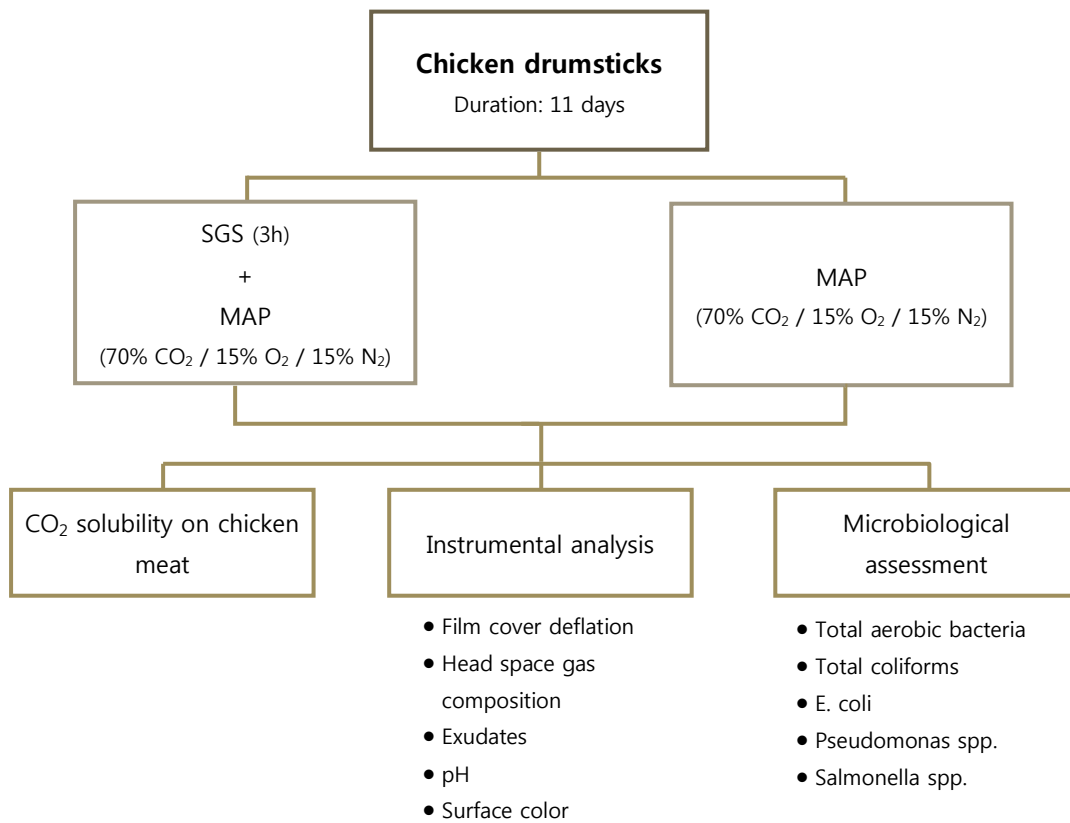 Chicken drumsticks
Duration: 11 days
SGS (3h)
+
MAP
(70% CO₂ / 15% O₂ / 15% N₂)
MAP
(70% CO₂ / 15% O₂ / 15% N₂)
CO₂ solubility on chicken
meat
Instrumental analysis
• Film cover deflation
• Head space gas
composition
• Exudates
• pH
• Surface color
Microbiological
assessment
• Total aerobic bacteria
• Total coliforms
• E. coli
• Pseudomonas spp.
• Salmonella spp.